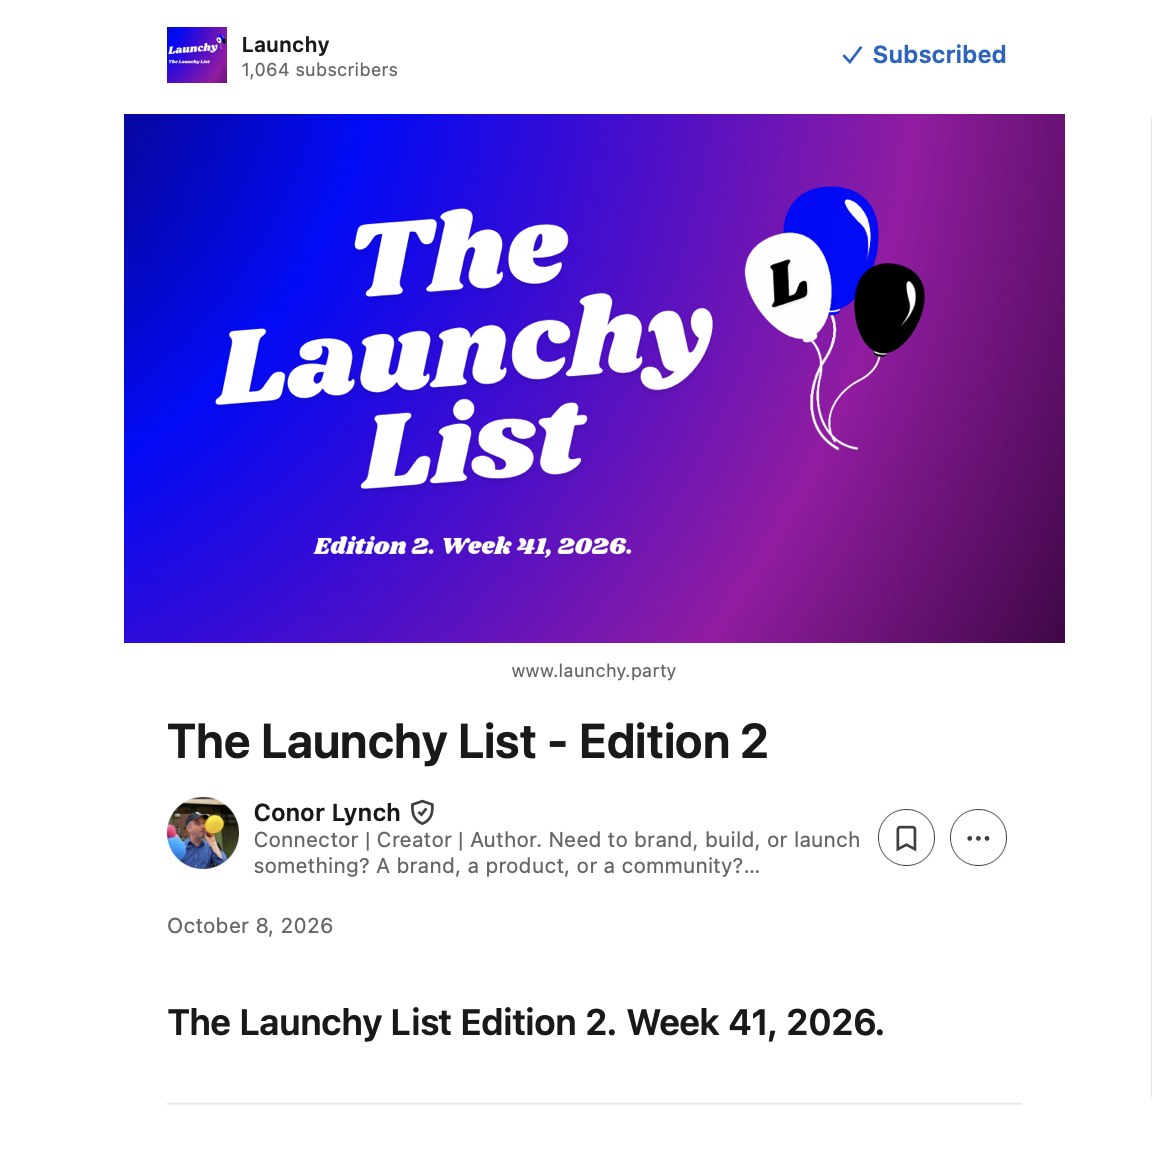 Launchy
The Launchy List
Launchy
1,064 subscribers
Subscribed
The
Launchy
List
L
Edition 2. Week 41, 2026.
www.launchy.party
The Launchy List - Edition 2
Conor Lynch
Connector | Creator | Author. Need to brand, build, or launch
something? A brand, a product, or a community?...
October 8, 2026
The Launchy List Edition 2. Week 41, 2026.